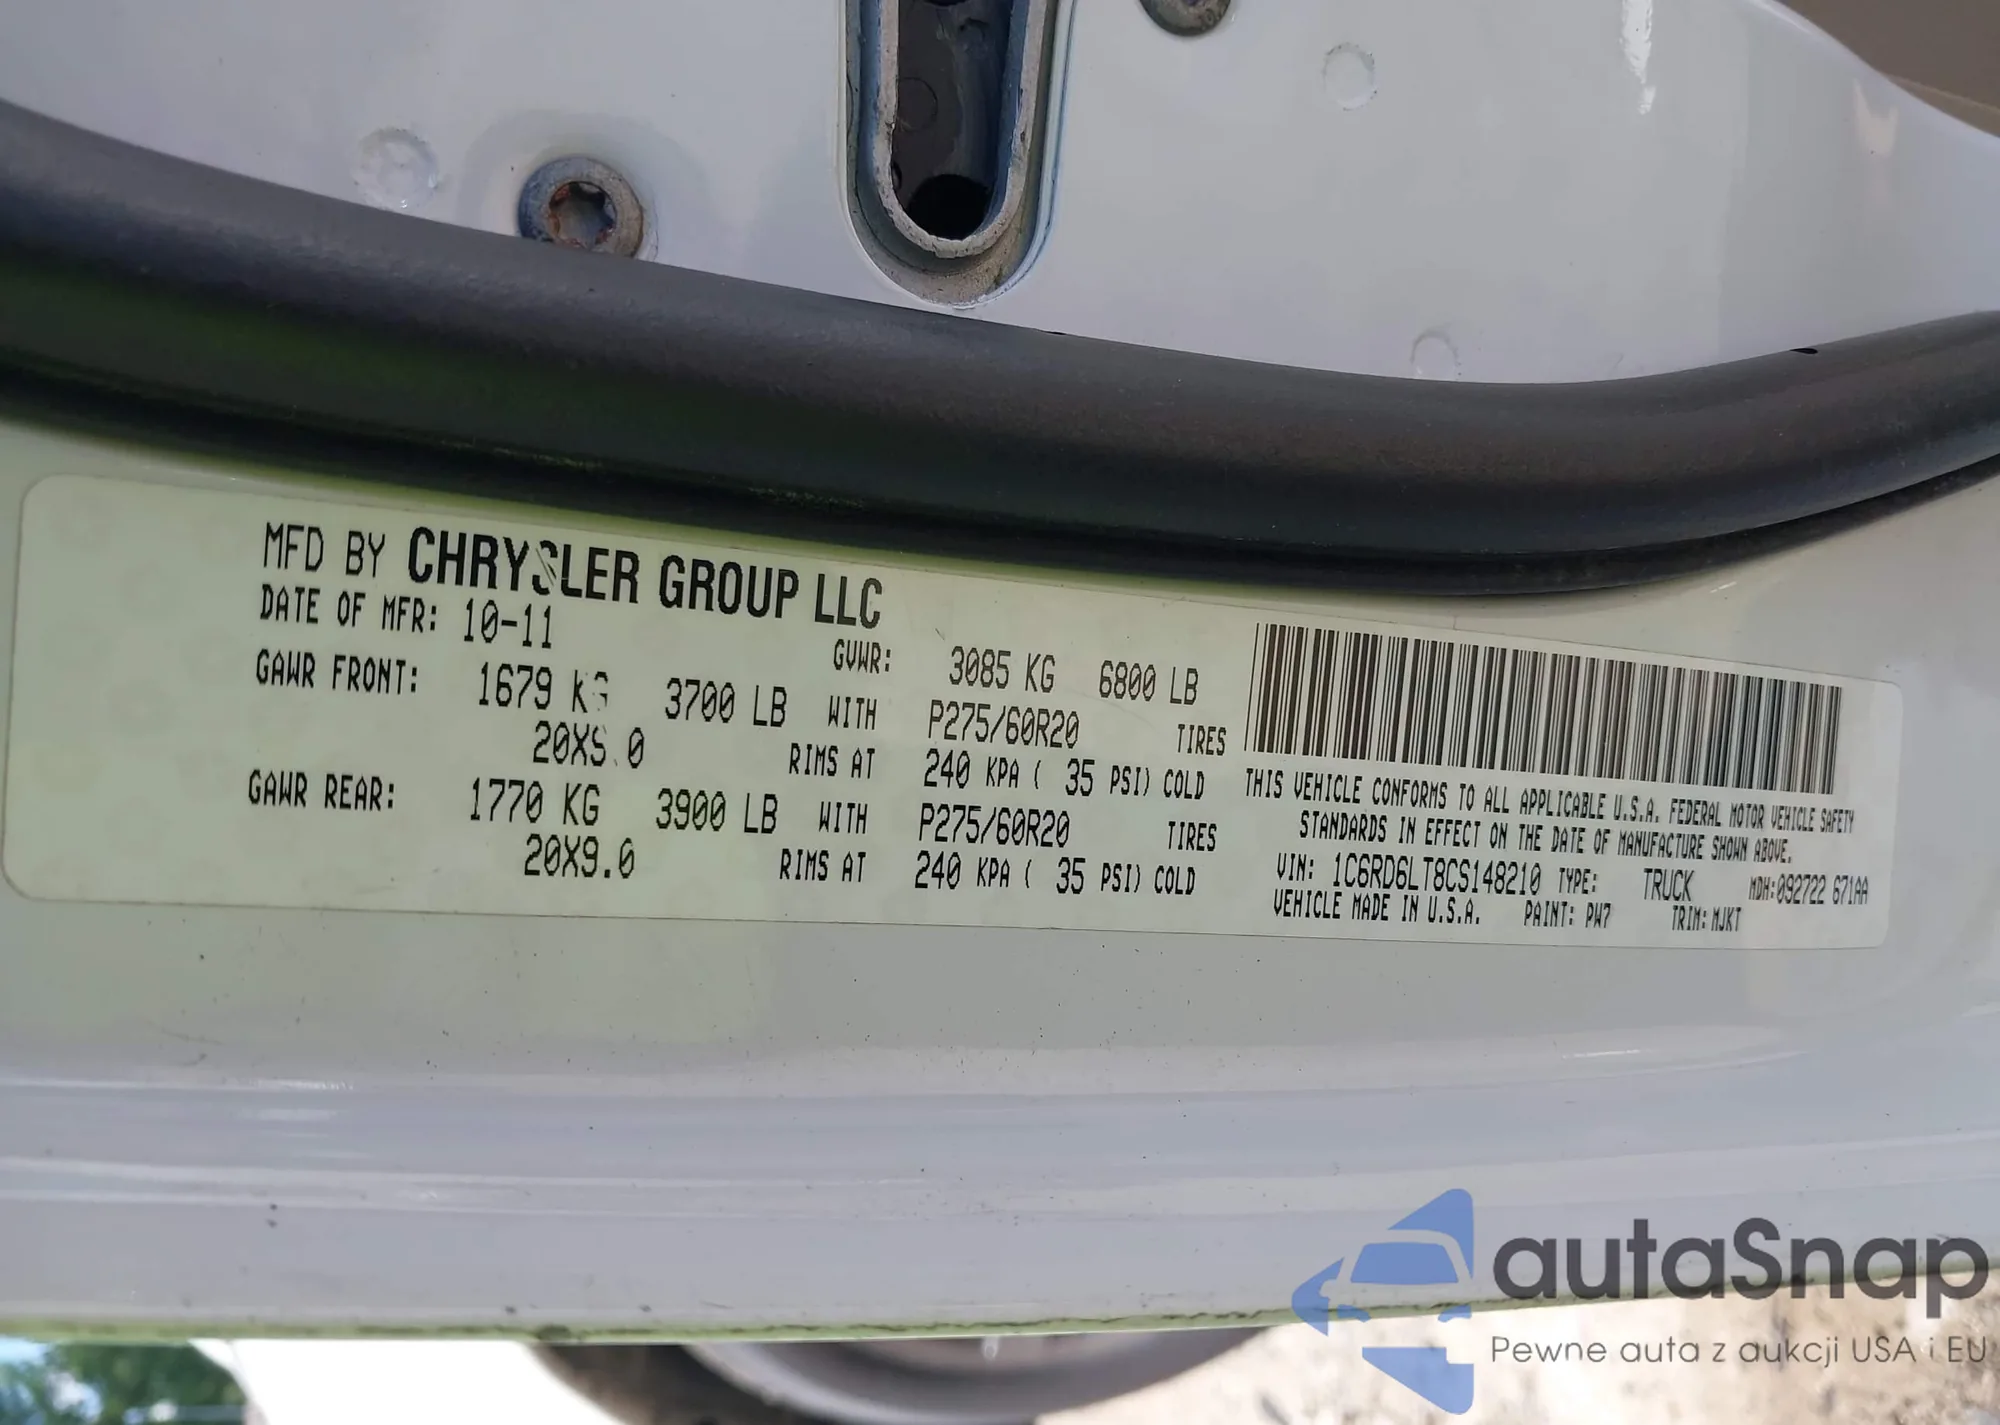 MFD BY CHRYSLER GROUP LLC
DATE OF MFR: 10-11 GVWR: 3085 KG 6800 LB
GAWR FRONT: 1679 KG 3700 LB WITH P275/60R20 TIRES
RIMS AT 240 KPA ( 35 PSI) COLD
GAWR REAR: 1770 KG 3900 LB WITH P275/60R20 TIRES
20X9.0 RIMS AT 240 KPA ( 35 PSI) COLD
THIS VEHICLE CONFORMS TO ALL APPLICABLE U.S.A. FEDERAL MOTOR VEHICLE SAFETY
STANDARDS IN EFFECT ON THE DATE OF MANUFACTURE SHOWN ABOVE.
VIN: 1C6RD6LT8CS148210 TYPE: TRUCK MDH:092722 671AA
VEHICLE MADE IN U.S.A. PAINT: PW7 TRIM: MJKT
autaSnap
Pewne auta z aukcji USA i EU